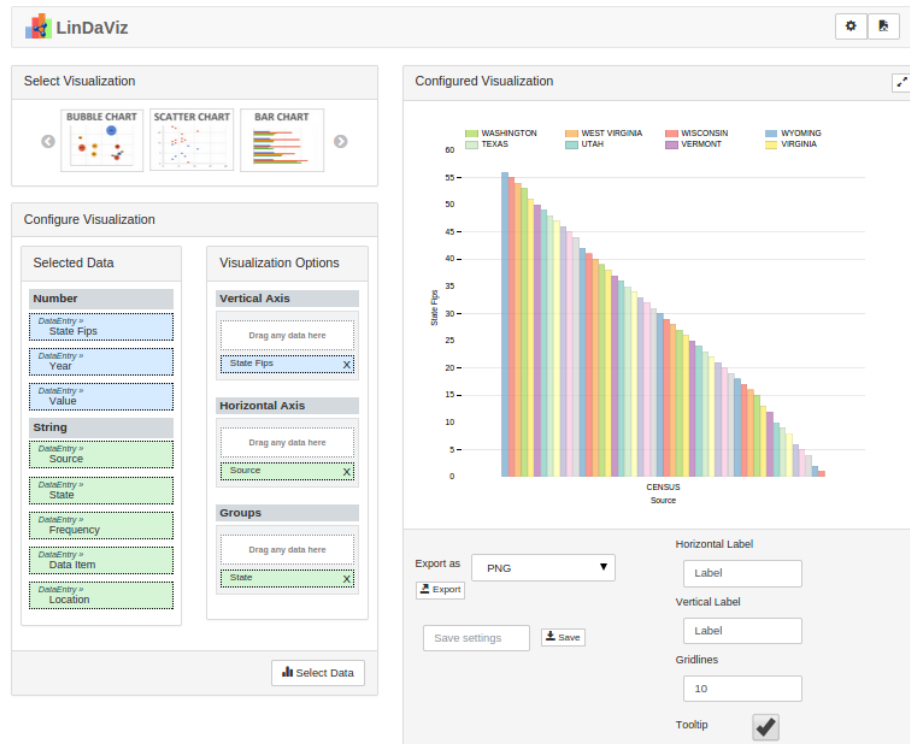 LinDaViz
Select Visualization
BUBBLE CHART
SCATTER CHART
BAR CHART
Configure Visualization
Selected Data
Number
DataEntry »
State Fips
DataEntry »
Year
DataEntry »
Value
String
DataEntry »
Source
DataEntry »
State
DataEntry »
Frequency
DataEntry »
Data Item
DataEntry »
Location
Visualization Options
Vertical Axis
Drag any data here
State Fips X
Horizontal Axis
Drag any data here
Source X
Groups
Drag any data here
State X
Select Data
Configured Visualization
WASHINGTON WEST VIRGINIA WISCONSIN WYOMING
TEXAS UTAH VERMONT VIRGINIA
60
55
50
45
40
35
30
25
20
15
10
5
0
State Fips
CENSUS
Source
Export as
PNG
Export
Save settings
Save
Horizontal Label
Label
Vertical Label
Label
Gridlines
10
Tooltip